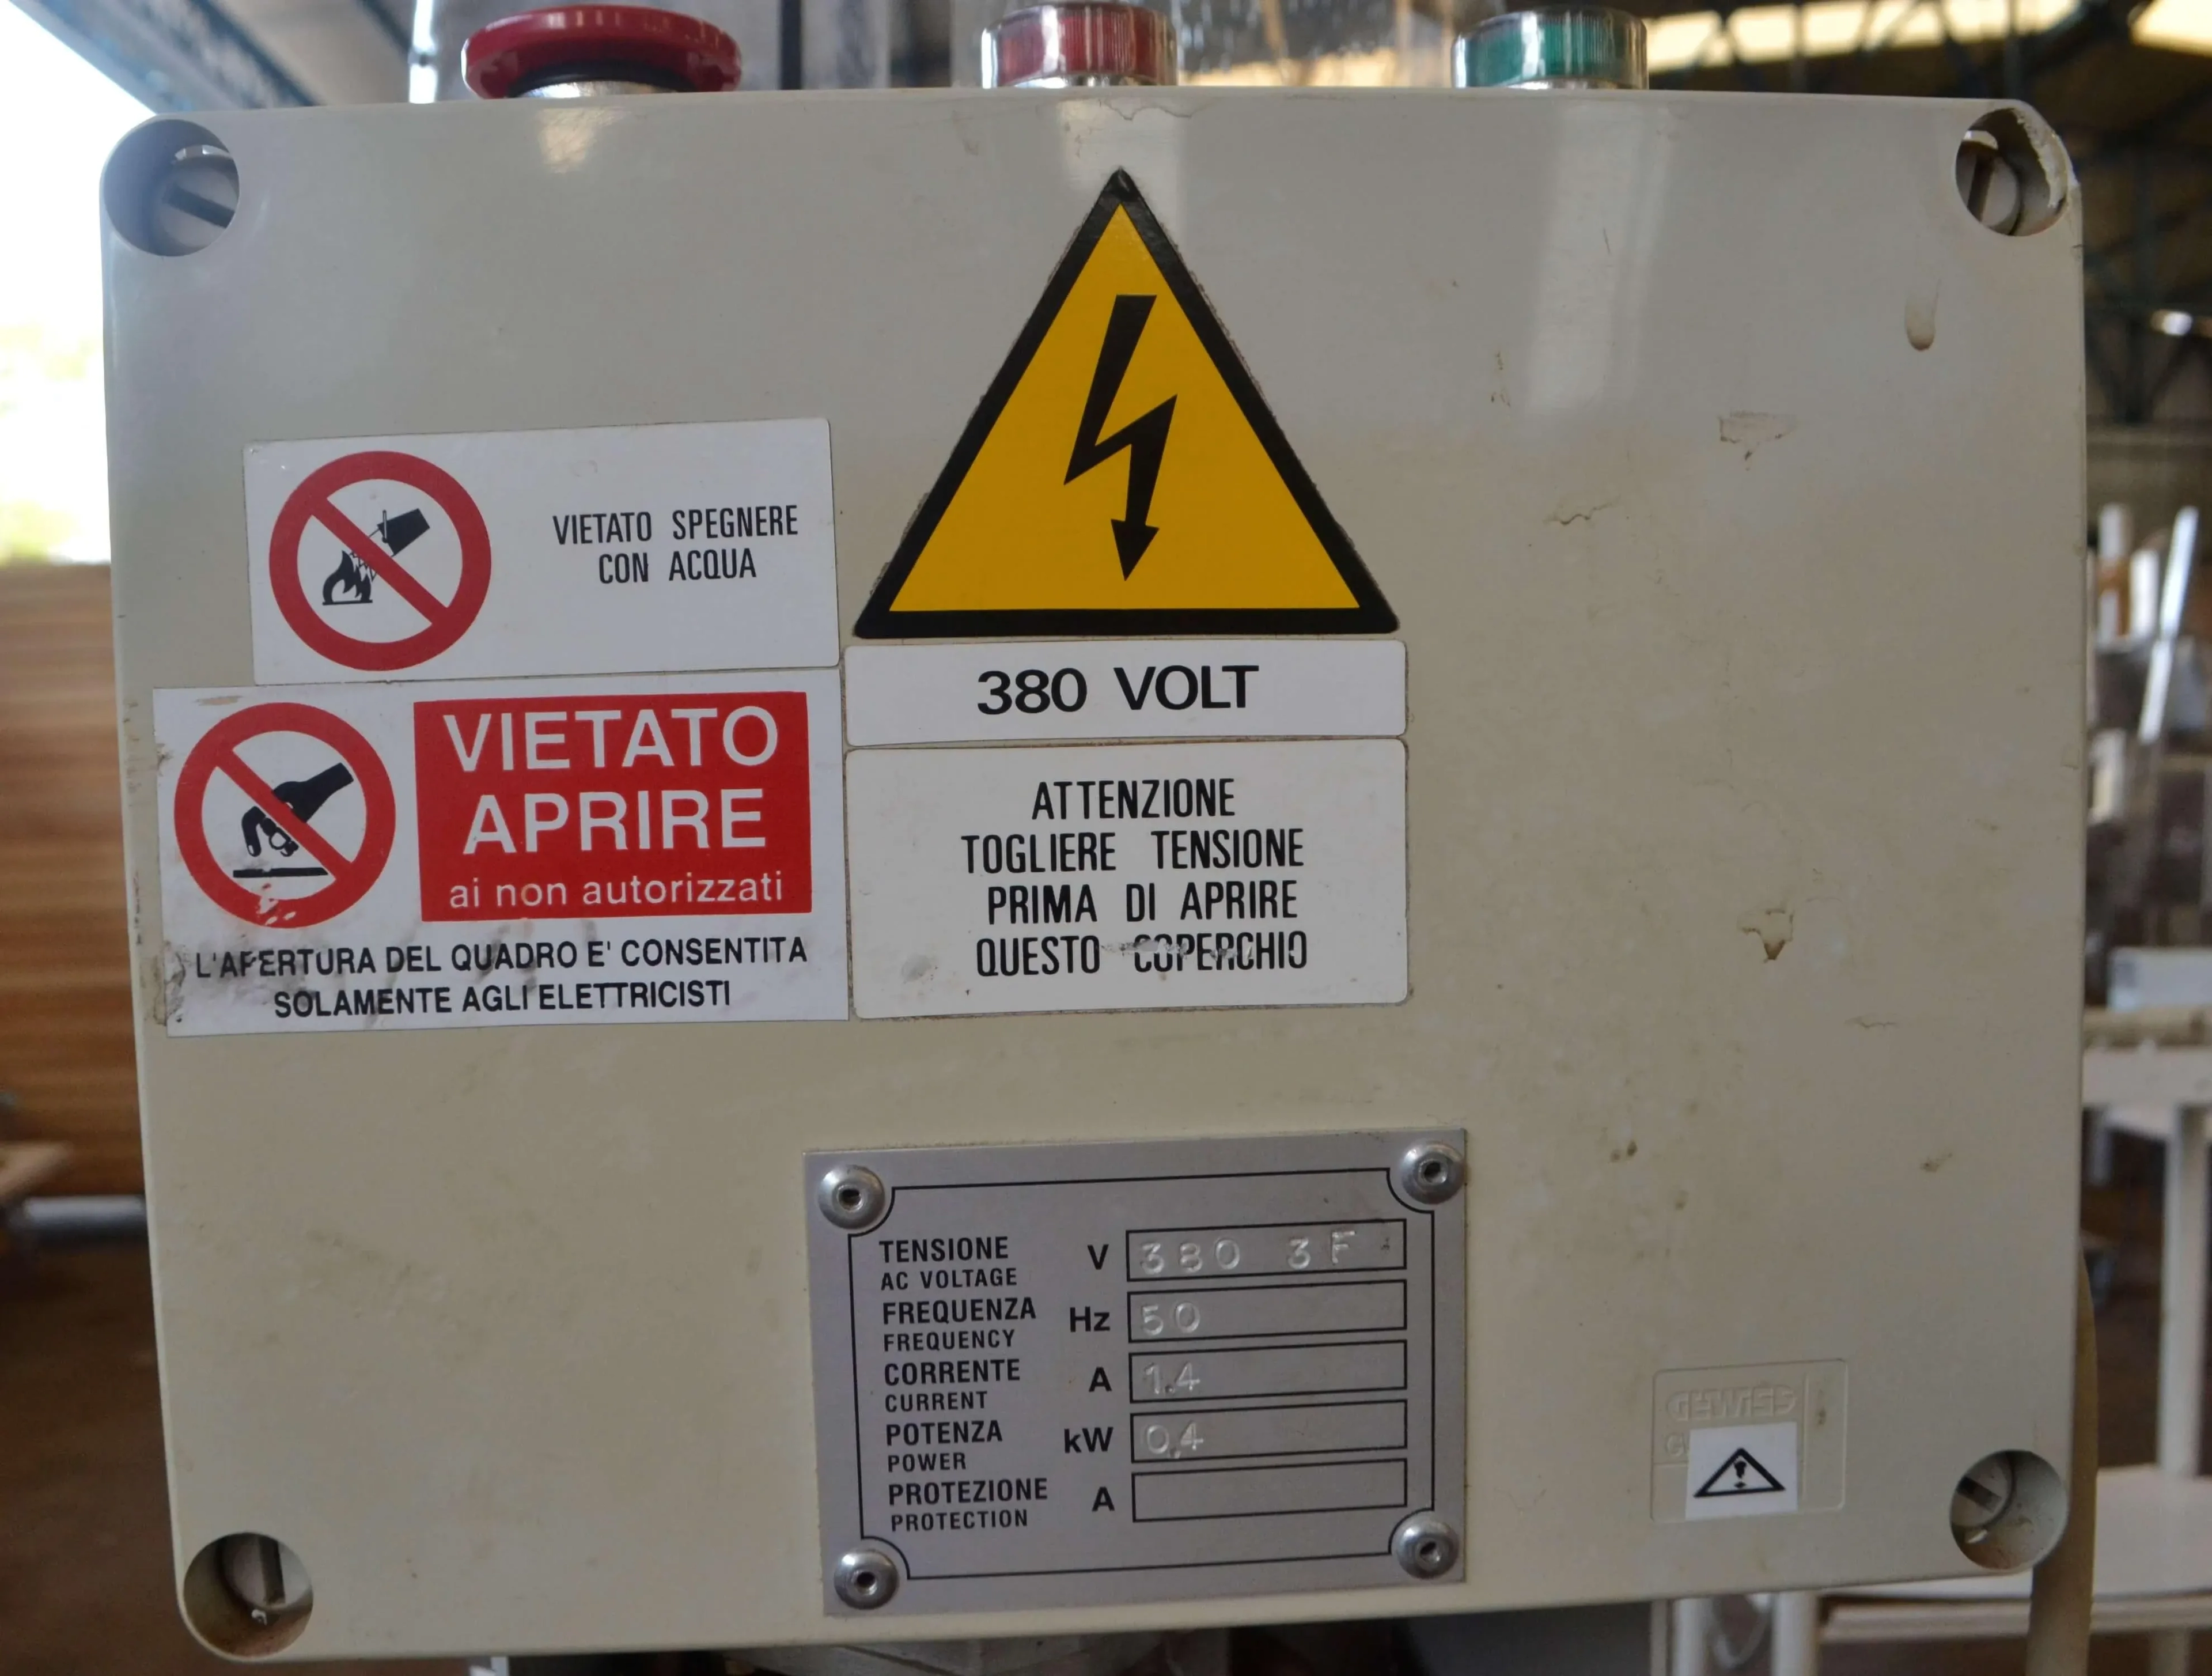 VIETATO SPEGNERE
CON ACQUA
VIETATO
APRIRE
ai non autorizzati
L'APERTURA DEL QUADRO E' CONSENTITA
SOLAMENTE AGLI ELETTRICISTI
380 VOLT
ATTENZIONE
TOGLIERE TENSIONE
PRIMA DI APRIRE
QUESTO COPERCHIO
TENSIONE V 380 3F
AC VOLTAGE
FREQUENZA Hz 50
FREQUENCY
CORRENTE A 1.4
CURRENT
POTENZA kW 0,4
POWER
PROTEZIONE A
PROTECTION
GEWISS